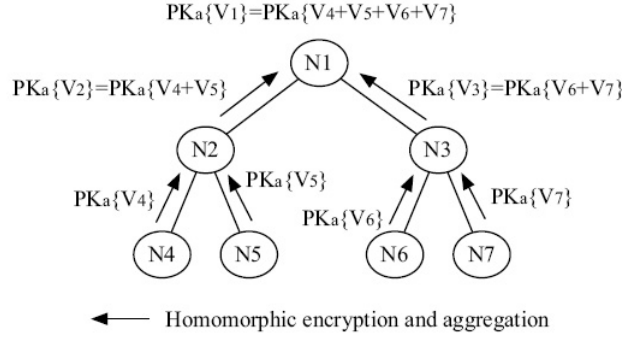 PKa{V1}=PKa{V4+V5+V6+V7}
N1
PKa{V2}=PKa{V4+V5}
PKa{V3}=PKa{V6+V7}
N2
N3
PKa{V4}
PKa{V5}
PKa{V6}
PKa{V7}
N4
N5
N6
N7
Homomorphic encryption and aggregation